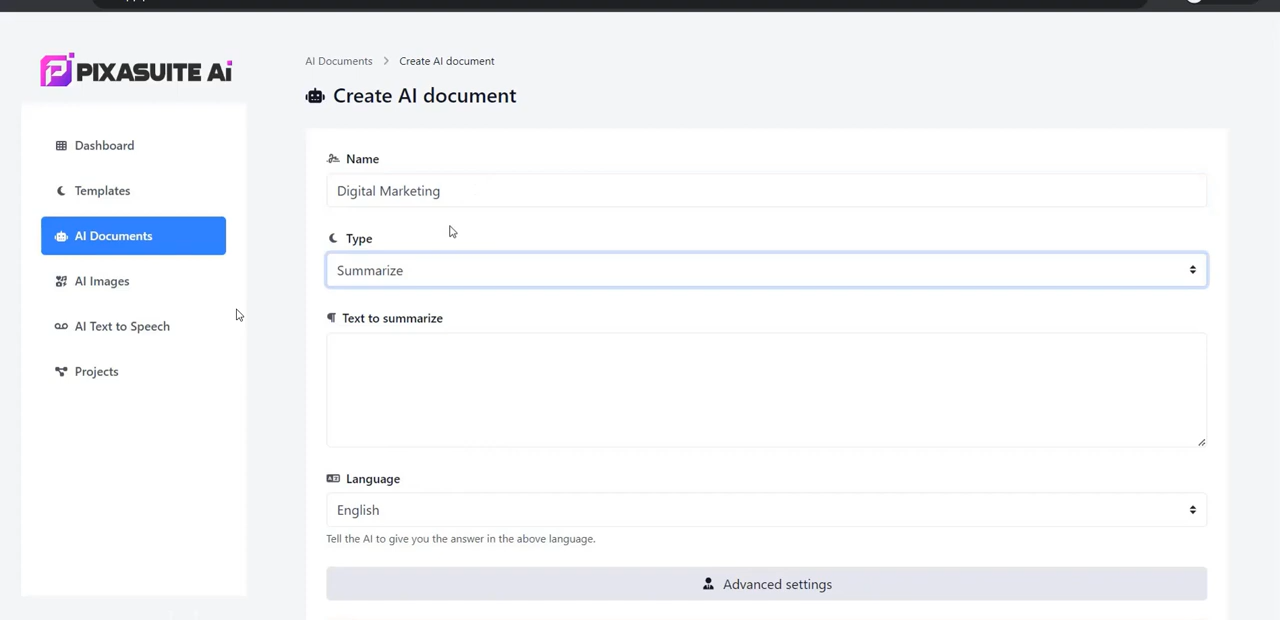 PIXASUITE Ai
Dashboard
Templates
AI Documents
AI Images
AI Text to Speech
Projects
AI Documents > Create AI document
Create AI document
Name
Digital Marketing
Type
Summarize
Text to summarize
Language
English
Tell the AI to give you the answer in the above language.
Advanced settings